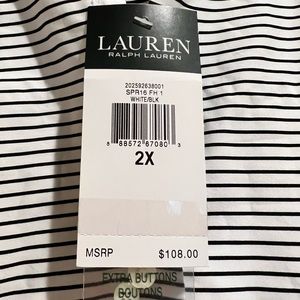 LAUREN
RALPH LAUREN
202592638001
SPR16 FH 1
WHITE/BLK
8 88572 67080 3
2X
MSRP $108.00
EXTRA BUTTONS
BOUTONS